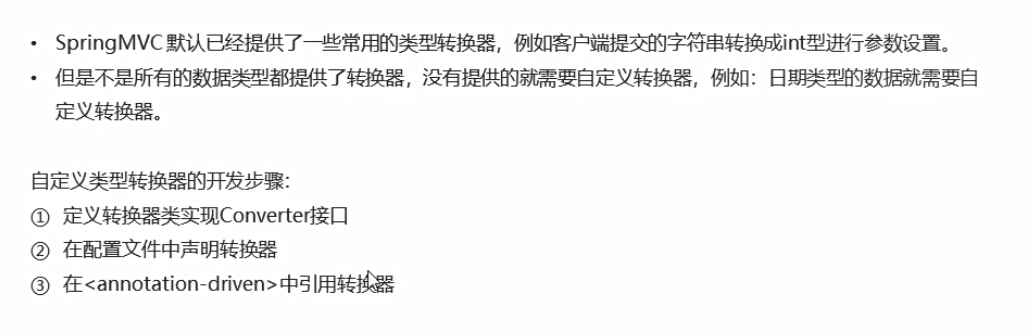 • SpringMVC 默认已经提供了一些常用的类型转换器，例如客户端提交的字符串转换成int型进行参数设置。
• 但是不是所有的数据类型都提供了转换器，没有提供的就需要自定义转换器，例如：日期类型的数据就需要自
定义转换器。
自定义类型转换器的开发步骤：
① 定义转换器类实现Converter接口
② 在配置文件中声明转换器
③ 在<annotation-driven>中引用转换器